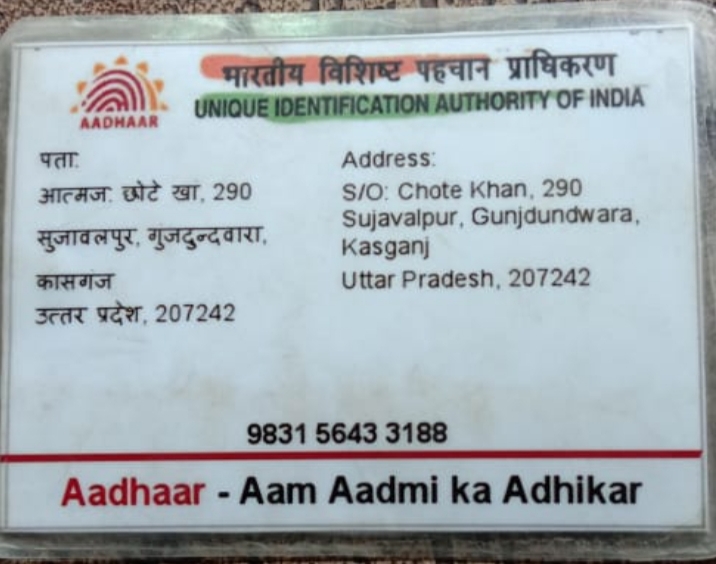 भारतीय विशिष्ट पहचान प्राधिकरण
UNIQUE IDENTIFICATION AUTHORITY OF INDIA
AADHAAR
पता:
आत्मज: छोटे खा, 290
सुजावलपुर, गुंजदुन्दवारा,
कासगंज
उत्तर प्रदेश, 207242
Address:
S/O: Chote Khan, 290
Sujavalpur, Gunjdundwara,
Kasganj
Uttar Pradesh, 207242
9831 5643 3188
Aadhaar - Aam Aadmi ka Adhikar